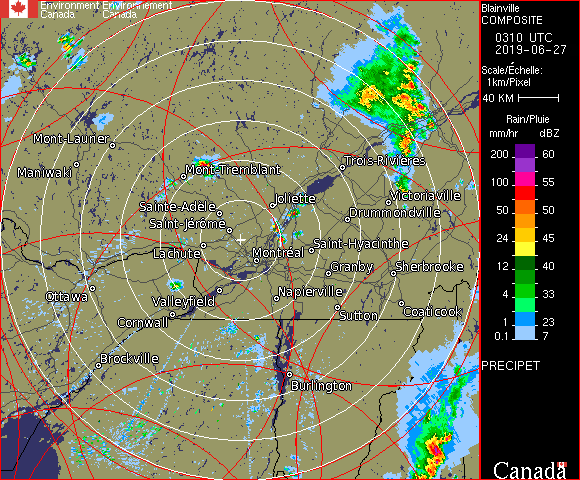 Environment Environnement
Canada Canada
Blainville
COMPOSITE
0310 UTC
2019-06-27
Scale/Échelle:
1km/Pixel
40 KM
Rain/Pluie
mm/hr dBZ
200 60
100 55
50 50
24 45
12 40
4 33
1 23
0.1 7
PRECIPET
Mont-Laurier
Maniwaki
Mont-Tremblant
Trois-Rivières
Joliette
Victoriaville
Sainte-Adèle
Drummondville
Saint-Jérôme
Saint-Hyacinthe
Lachute
Montréal
Granby
Sherbrooke
Ottawa
Valleyfield
Napierville
Cornwall
Sutton
Coaticook
Brockville
Burlington
Canada